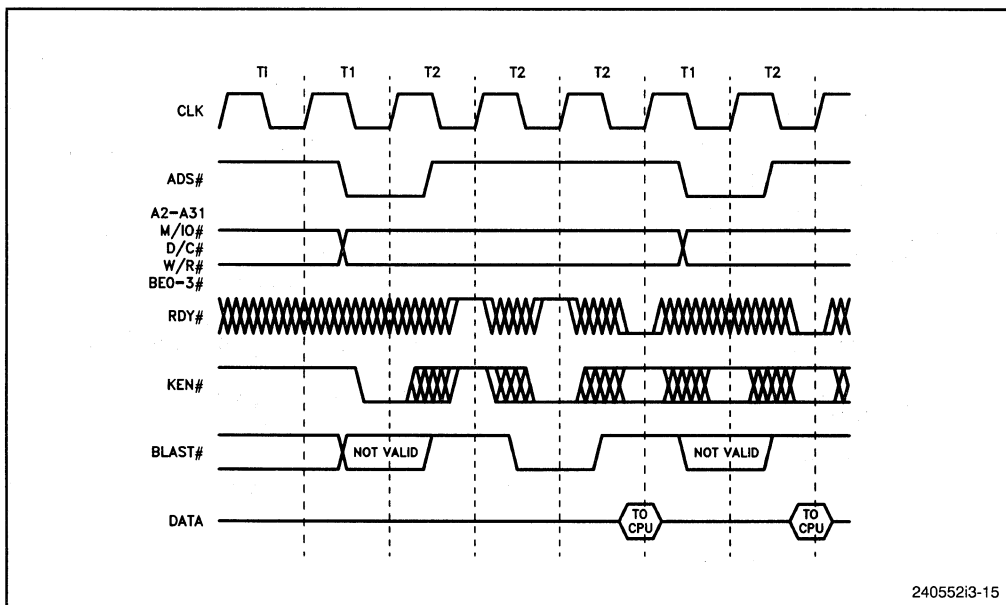 Ti T1 T2 T2 T2 T1 T2
CLK
ADS#
A2-A31
M/IO#
D/C#
W/R#
BE0-3#
RDY#
KEN#
BLAST# NOT VALID NOT VALID
DATA TO CPU TO CPU
240552i3-15